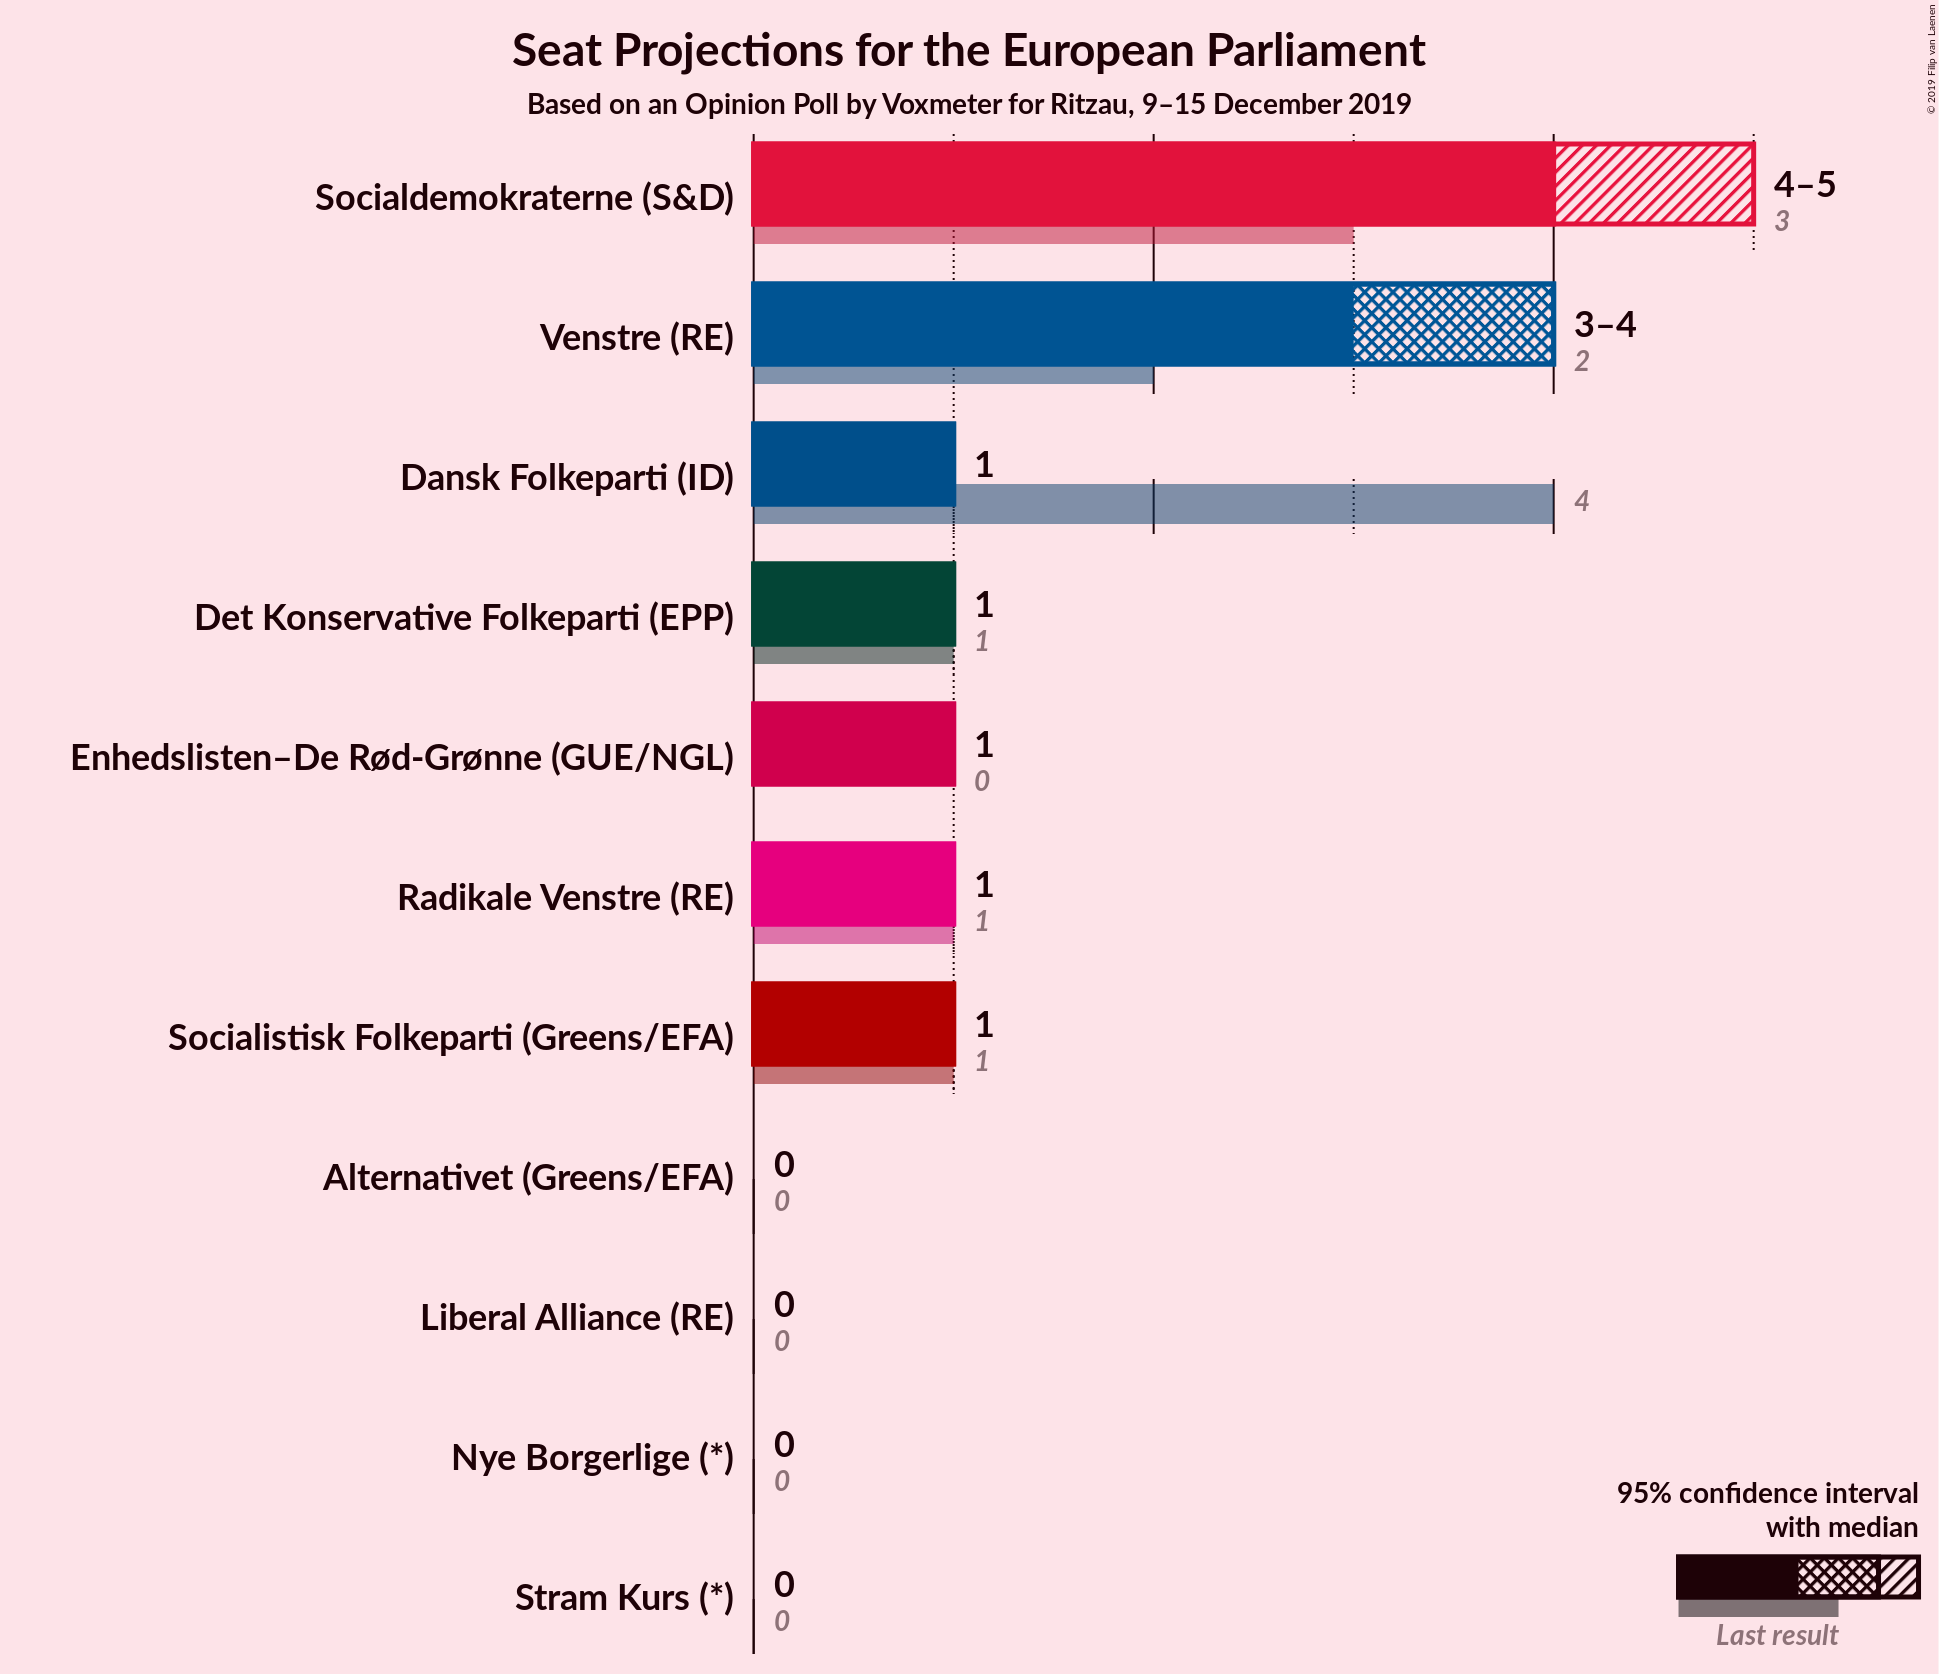 Seat Projections for the European Parliament
Based on an Opinion Poll by Voxmeter for Ritzau, 9–15 December 2019
© 2019 Filip van Laenen
Socialdemokraterne (S&D)
4–5
3
Venstre (RE)
3–4
2
Dansk Folkeparti (ID)
1
4
Det Konservative Folkeparti (EPP)
1
1
Enhedslisten–De Rød-Grønne (GUE/NGL)
1
0
Radikale Venstre (RE)
1
1
Socialistisk Folkeparti (Greens/EFA)
1
1
Alternativet (Greens/EFA)
0
0
Liberal Alliance (RE)
0
0
Nye Borgerlige (*)
0
0
Stram Kurs (*)
0
0
95% confidence interval
with median
Last result